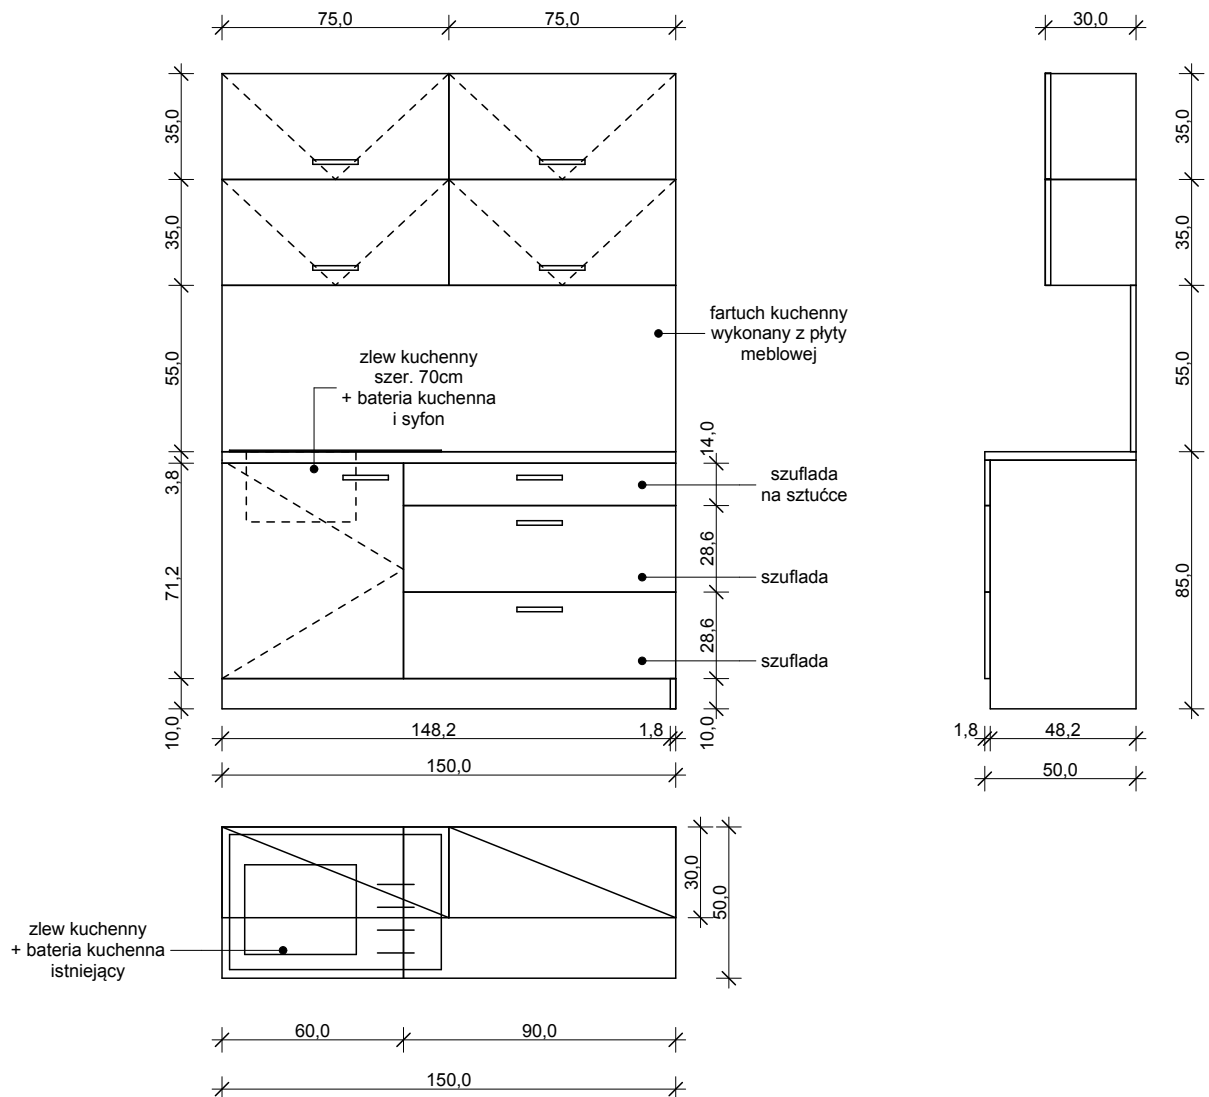 75,0
75,0
30,0
35,0
35,0
55,0
3,8
71,2
10,0
fartuch kuchenny
wykonany z płyty
meblowej
zlew kuchenny
szer. 70cm
+ bateria kuchenna
i syfon
14,0
28,6
28,6
10,0
szuflada
na sztućce
szuflada
szuflada
35,0
35,0
55,0
85,0
148,2
1,8
150,0
1,8
48,2
50,0
30,0
50,0
zlew kuchenny
+ bateria kuchenna
istniejący
60,0
90,0
150,0